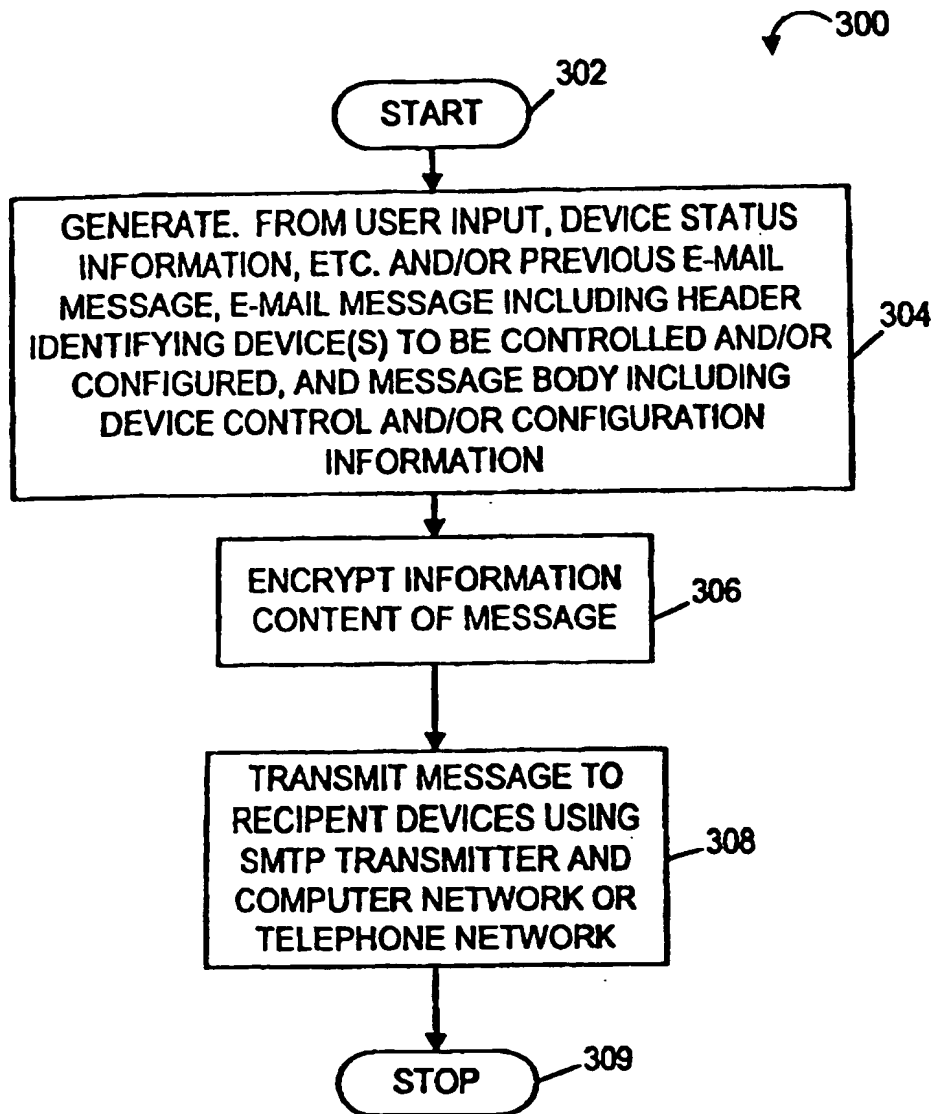 300
302
START
GENERATE. FROM USER INPUT, DEVICE STATUS
INFORMATION, ETC. AND/OR PREVIOUS E-MAIL
MESSAGE, E-MAIL MESSAGE INCLUDING HEADER
IDENTIFYING DEVICE(S) TO BE CONTROLLED AND/OR
CONFIGURED, AND MESSAGE BODY INCLUDING
DEVICE CONTROL AND/OR CONFIGURATION
INFORMATION
304
ENCRYPT INFORMATION
CONTENT OF MESSAGE
306
TRANSMIT MESSAGE TO
RECIPENT DEVICES USING
SMTP TRANSMITTER AND
COMPUTER NETWORK OR
TELEPHONE NETWORK
308
STOP
309